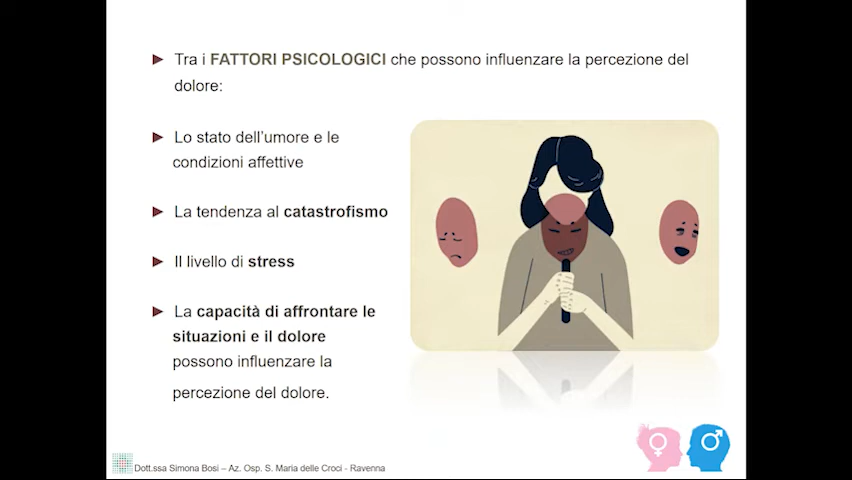 Tra i FATTORI PSICOLOGICI che possono influenzare la percezione del
dolore:
Lo stato dell'umore e le
condizioni affettive
La tendenza al catastrofismo
Il livello di stress
La capacità di affrontare le
situazioni e il dolore
possono influenzare la
percezione del dolore.
Dott.ssa Simona Bosi – Az. Osp. S. Maria delle Croci - Ravenna